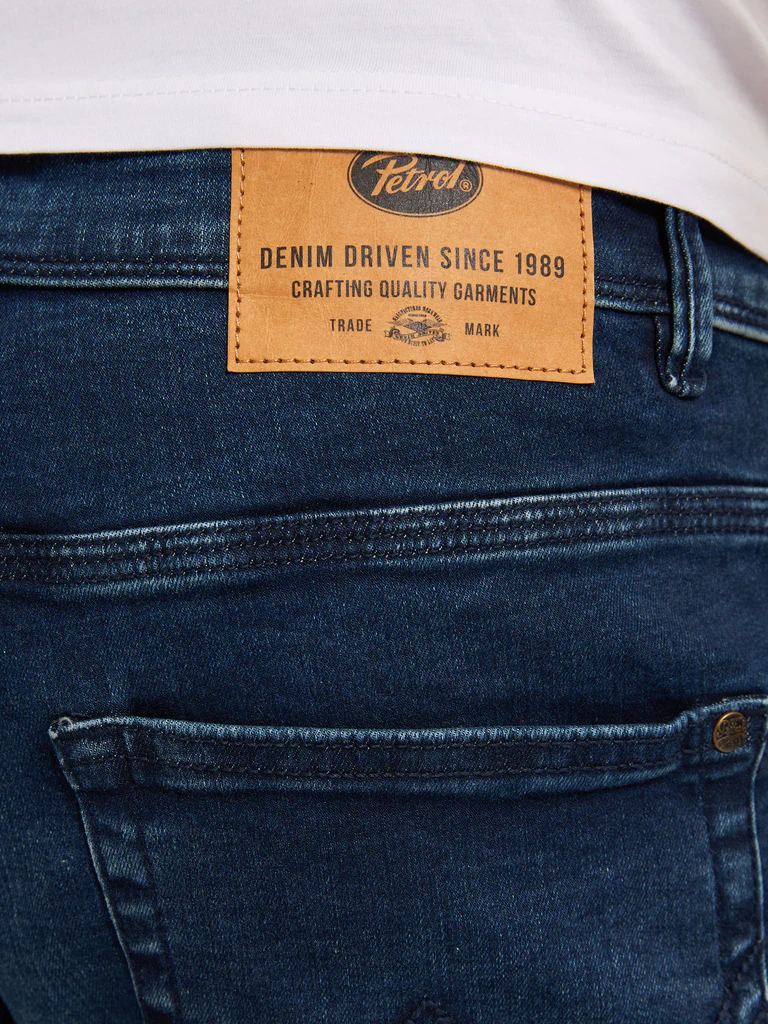 Petrol®
DENIM DRIVEN SINCE 1989
CRAFTING QUALITY GARMENTS
TRADE MARK